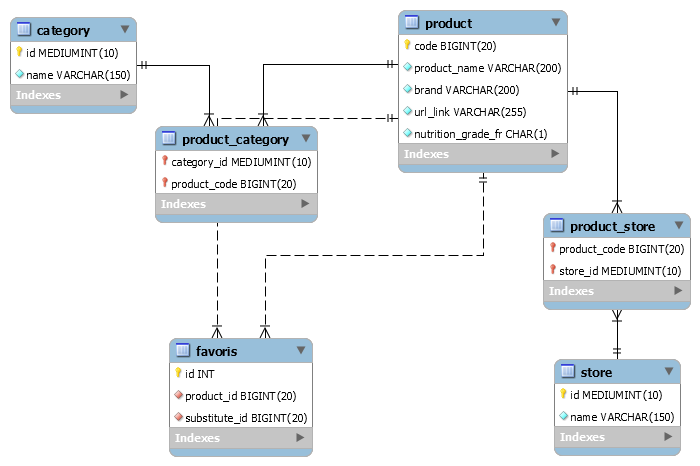 category
id MEDIUMINT(10)
name VARCHAR(150)
Indexes
product
code BIGINT(20)
product_name VARCHAR(200)
brand VARCHAR(200)
url_link VARCHAR(255)
nutrition_grade_fr CHAR(1)
Indexes
product_category
category_id MEDIUMINT(10)
product_code BIGINT(20)
Indexes
product_store
product_code BIGINT(20)
store_id MEDIUMINT(10)
Indexes
favoris
id INT
product_id BIGINT(20)
substitute_id BIGINT(20)
Indexes
store
id MEDIUMINT(10)
name VARCHAR(150)
Indexes